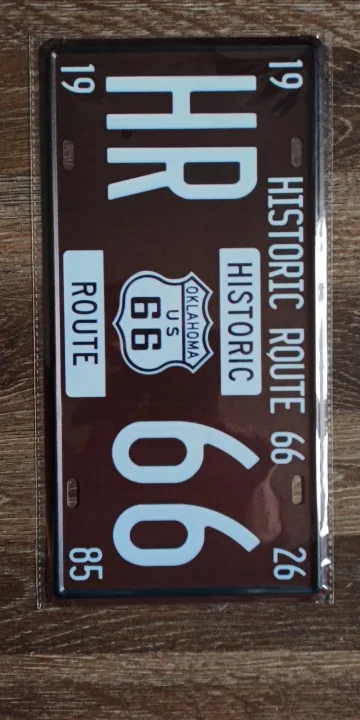 19 HISTORIC ROUTE 66 26
HR
HISTORIC
OKLAHOMA
US
66
ROUTE
66
19 85